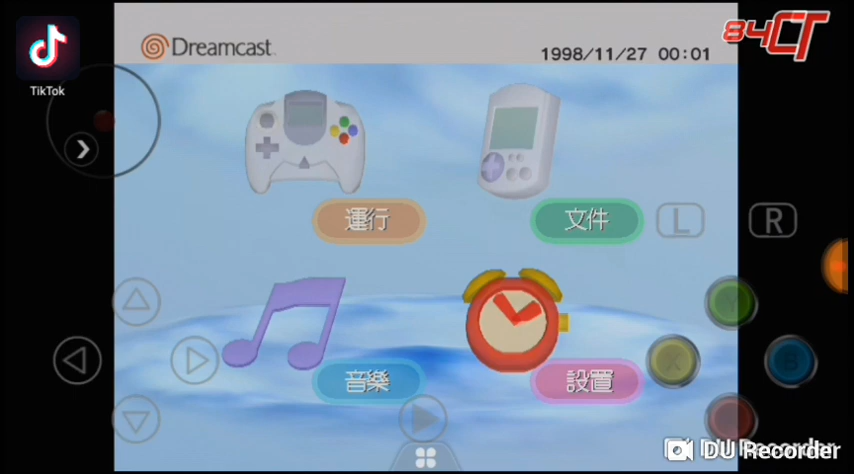 84CT
Dreamcast
1998/11/27 00:01
TikTok
運行
文件
L
R
Y
音樂
設置
X
B
DU Recorder